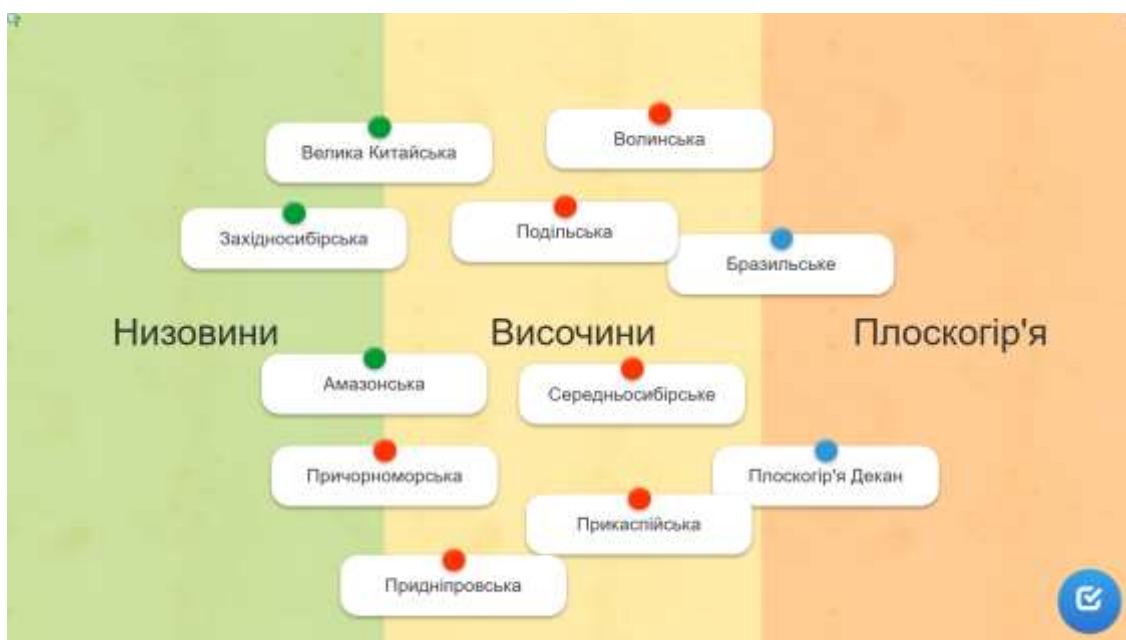 Велика Китайська
Волинська
Західносибірська
Подільська
Бразильське
Низовини
Височини
Плоскогір'я
Амазонська
Середньосибірське
Причорноморська
Плоскогір'я Декан
Прикаспійська
Придніпровська